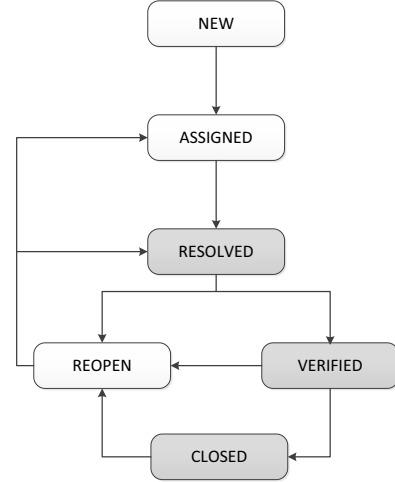 NEW
ASSIGNED
RESOLVED
REOPEN
VERIFIED
CLOSED